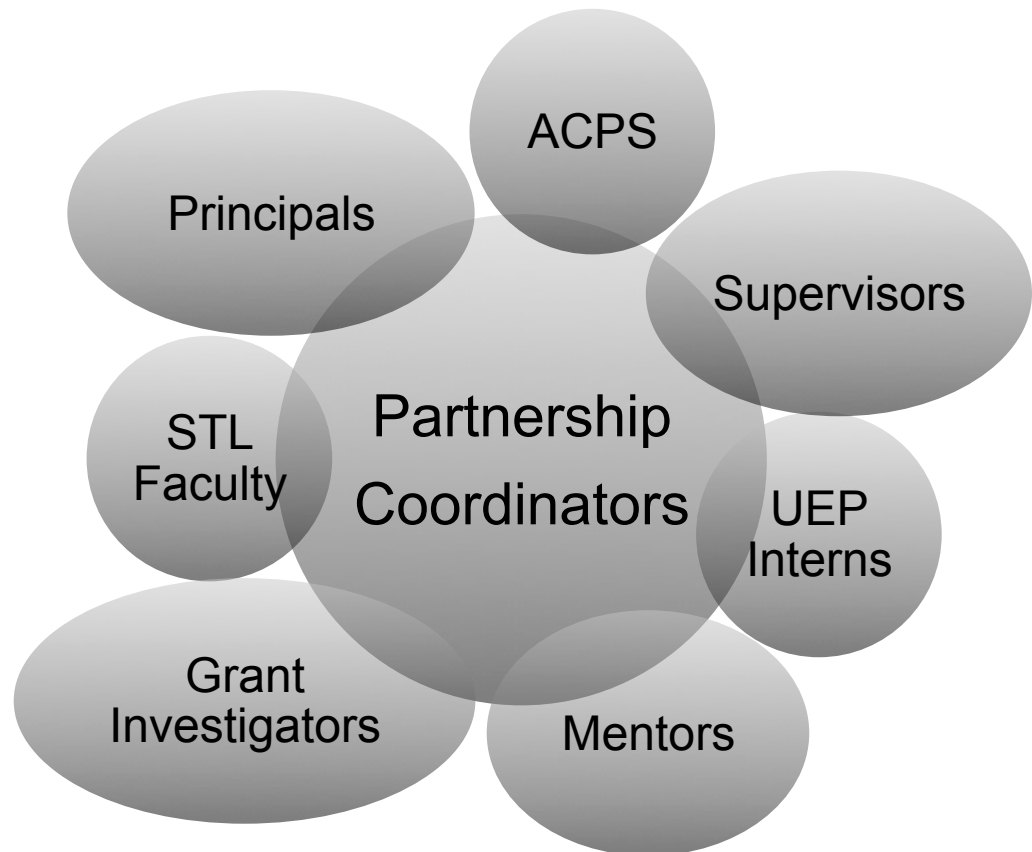 ACPS
Principals
Supervisors
Partnership
Coordinators
STL
Faculty
UEP
Interns
Grant
Investigators
Mentors